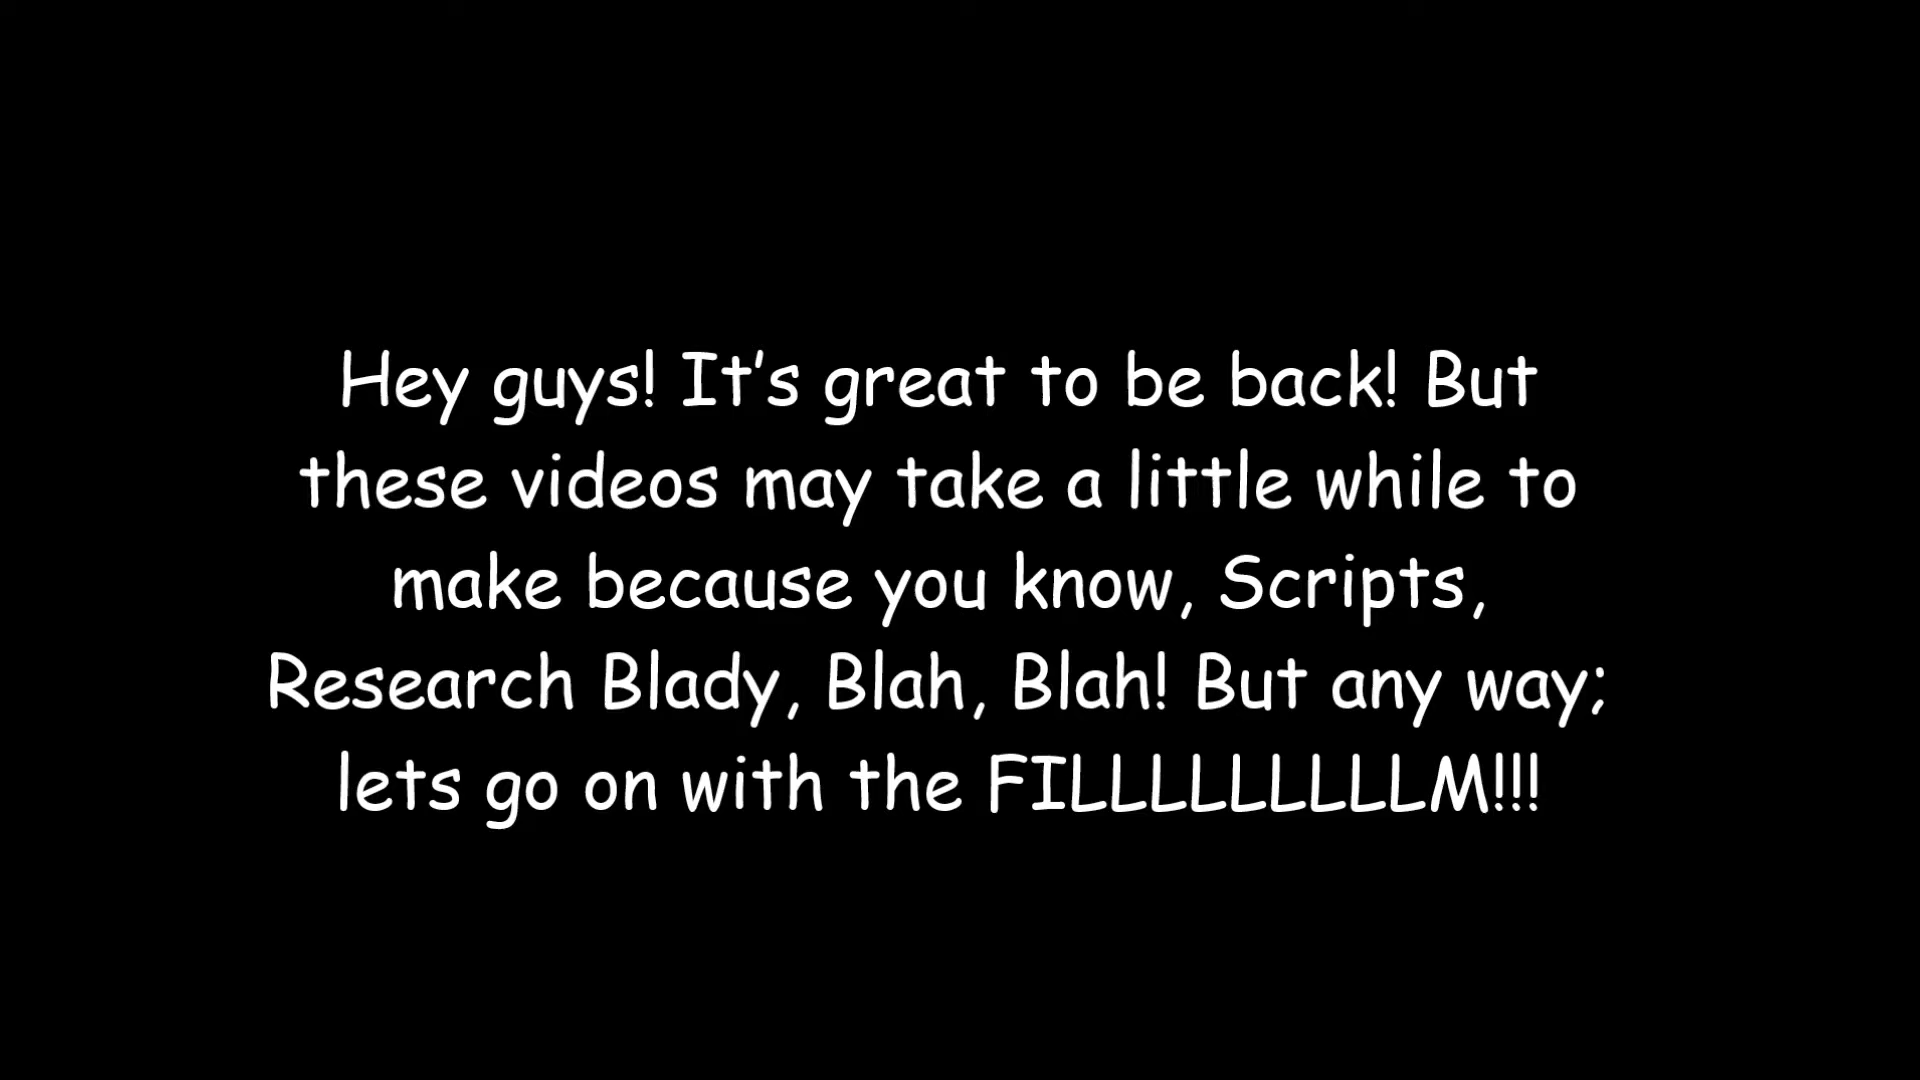 Hey guys! It’s great to be back! But
these videos may take a little while to
make because you know, Scripts,
Research Blady, Blah, Blah! But any way;
lets go on with the FILLLLLLLLLM!!!